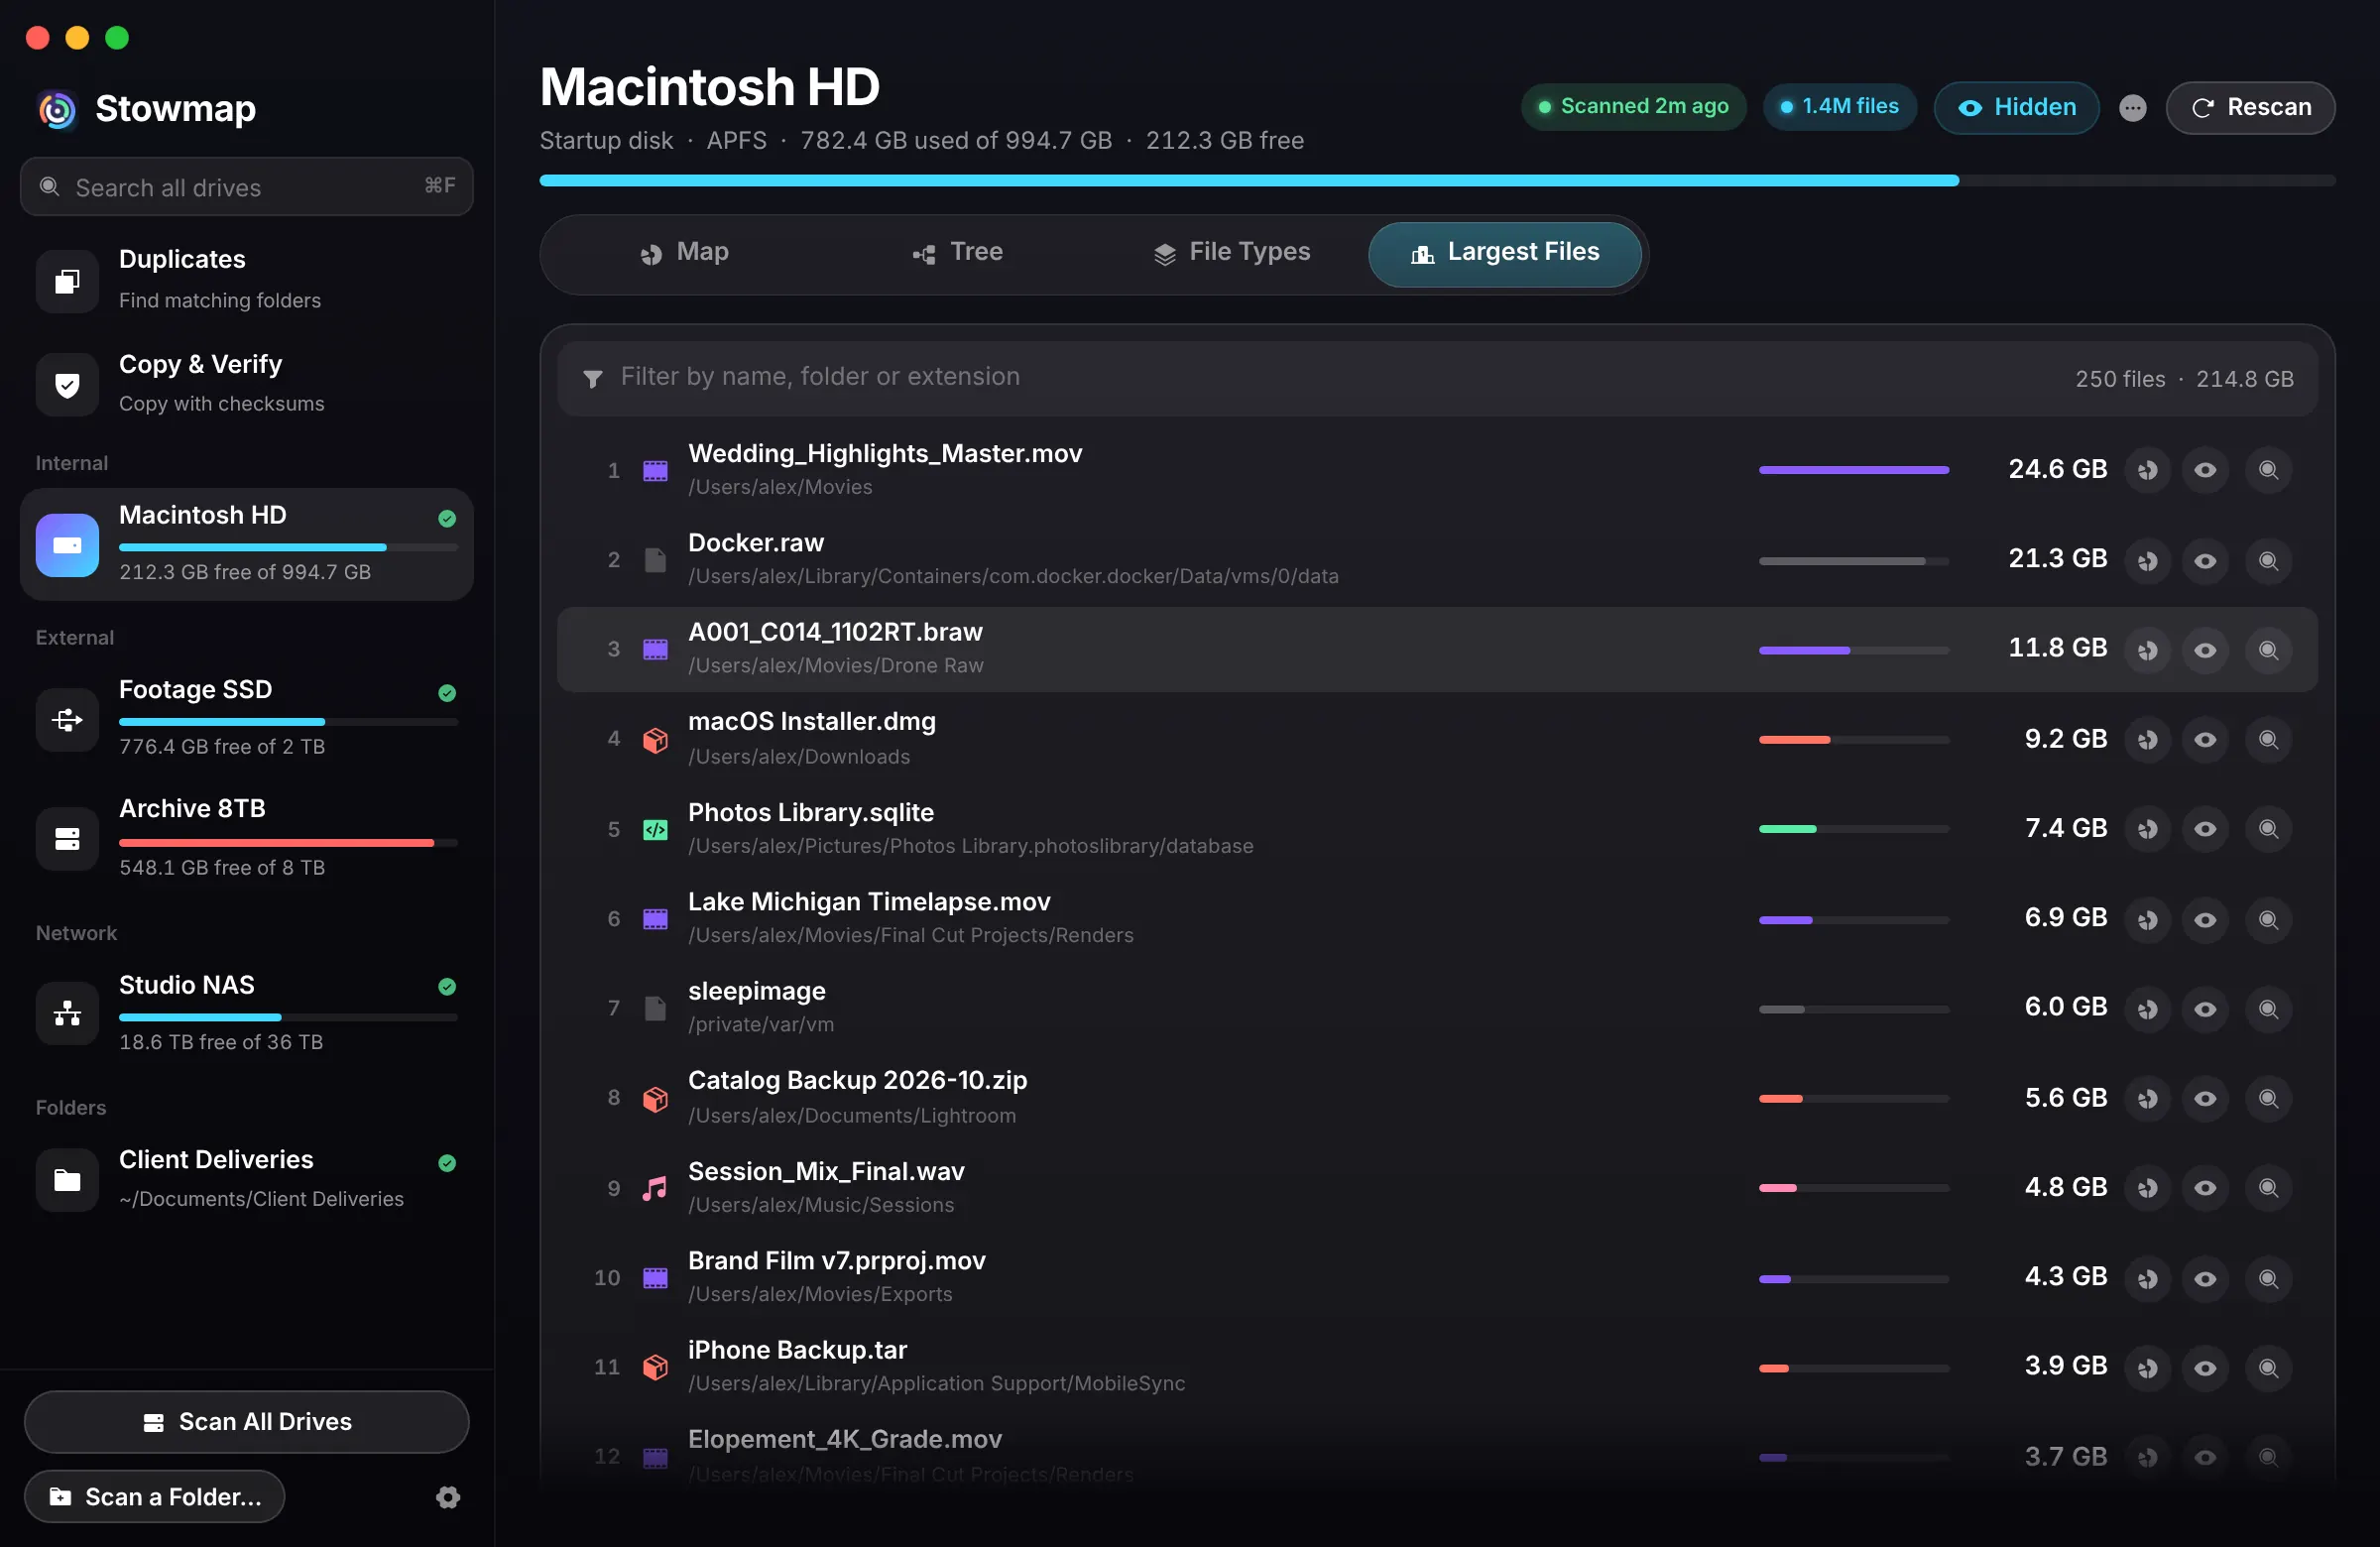 Stowmap
Search all drives ⌘F
Duplicates
Find matching folders
Copy & Verify
Copy with checksums
Internal
Macintosh HD
212.3 GB free of 994.7 GB
External
Footage SSD
776.4 GB free of 2 TB
Archive 8TB
548.1 GB free of 8 TB
Network
Studio NAS
18.6 TB free of 36 TB
Folders
Client Deliveries
~/Documents/Client Deliveries
Scan All Drives
Scan a Folder...
Macintosh HD
Startup disk · APFS · 782.4 GB used of 994.7 GB · 212.3 GB free
Scanned 2m ago 1.4M files Hidden Rescan
Map Tree File Types Largest Files
Filter by name, folder or extension 250 files · 214.8 GB
1 Wedding_Highlights_Master.mov 24.6 GB
/Users/alex/Movies
2 Docker.raw 21.3 GB
/Users/alex/Library/Containers/com.docker.docker/Data/vms/0/data
3 A001_C014_1102RT.braw 11.8 GB
/Users/alex/Movies/Drone Raw
4 macOS Installer.dmg 9.2 GB
/Users/alex/Downloads
5 Photos Library.sqlite 7.4 GB
/Users/alex/Pictures/Photos Library.photoslibrary/database
6 Lake Michigan Timelapse.mov 6.9 GB
/Users/alex/Movies/Final Cut Projects/Renders
7 sleepimage 6.0 GB
/private/var/vm
8 Catalog Backup 2026-10.zip 5.6 GB
/Users/alex/Documents/Lightroom
9 Session_Mix_Final.wav 4.8 GB
/Users/alex/Music/Sessions
10 Brand Film v7.prproj.mov 4.3 GB
/Users/alex/Movies/Exports
11 iPhone Backup.tar 3.9 GB
/Users/alex/Library/Application Support/MobileSync
12 Elopement_4K_Grade.mov 3.7 GB
/Users/alex/Movies/Final Cut Projects/Renders